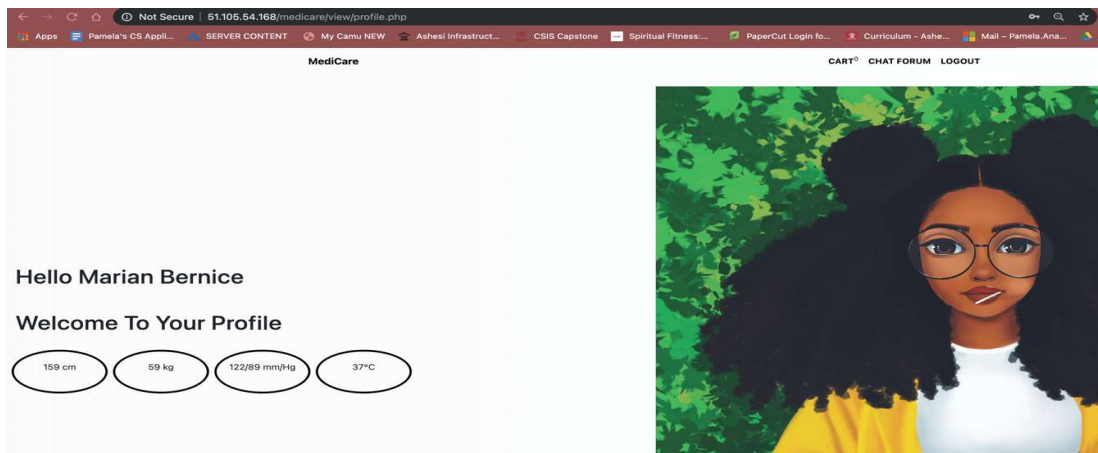 Not Secure | 51.105.54.168/medicare/view/profile.php
Apps Pamela's CS Appli... SERVER CONTENT My Camu NEW Ashesi Infrastruct... CSIS Capstone Spiritual Fitness:... PaperCut Login fo... Curriculum - Ashe... Mail – Pamela.Ana...
MediCare CART0 CHAT FORUM LOGOUT
Hello Marian Bernice
Welcome To Your Profile
159 cm 59 kg 122/89 mm/Hg 37°C